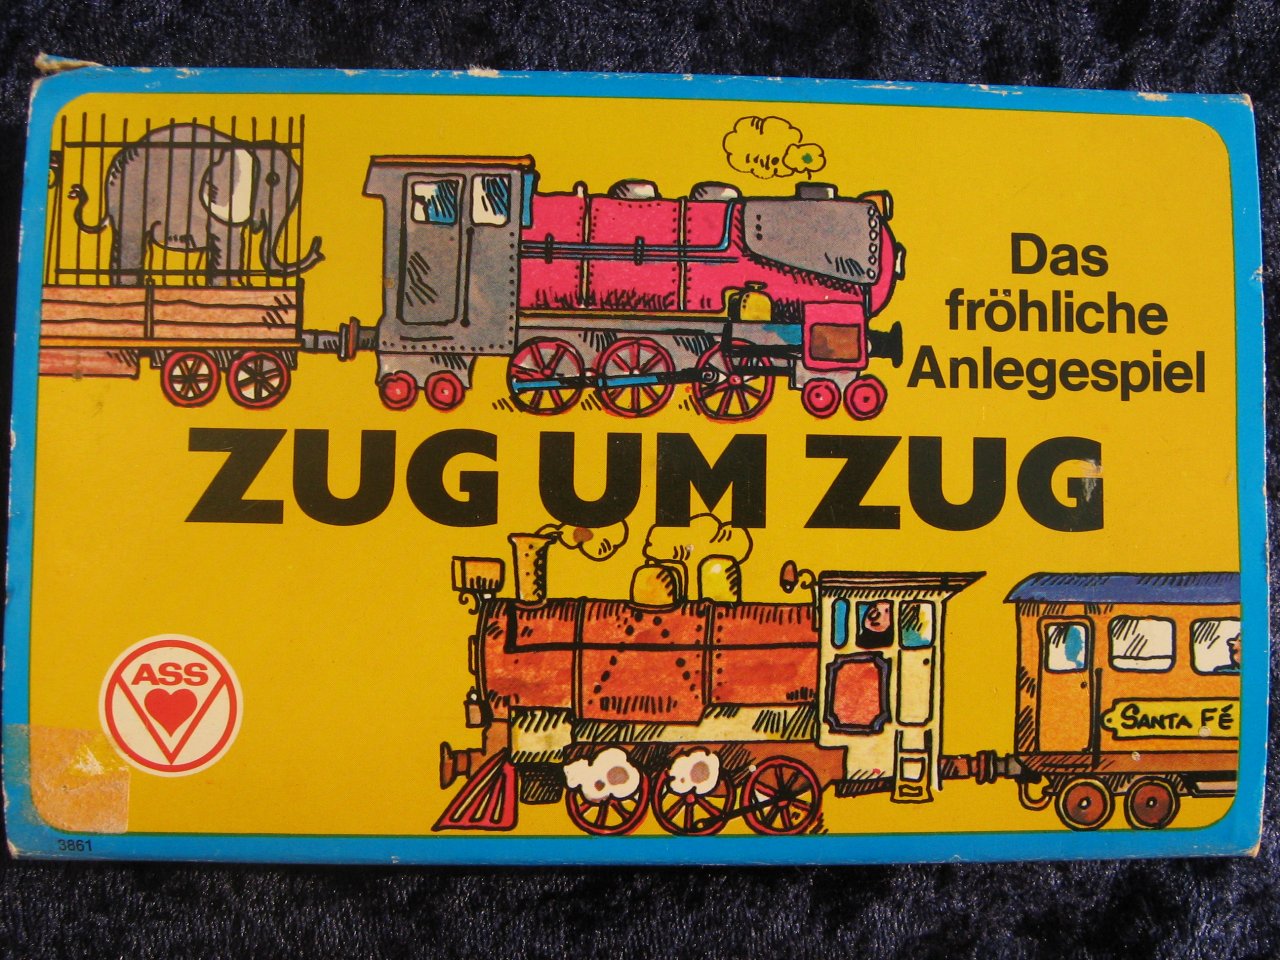 Das
fröhliche
Anlegespiel
ZUG UM ZUG
ASS
SANTA FÉ
3861